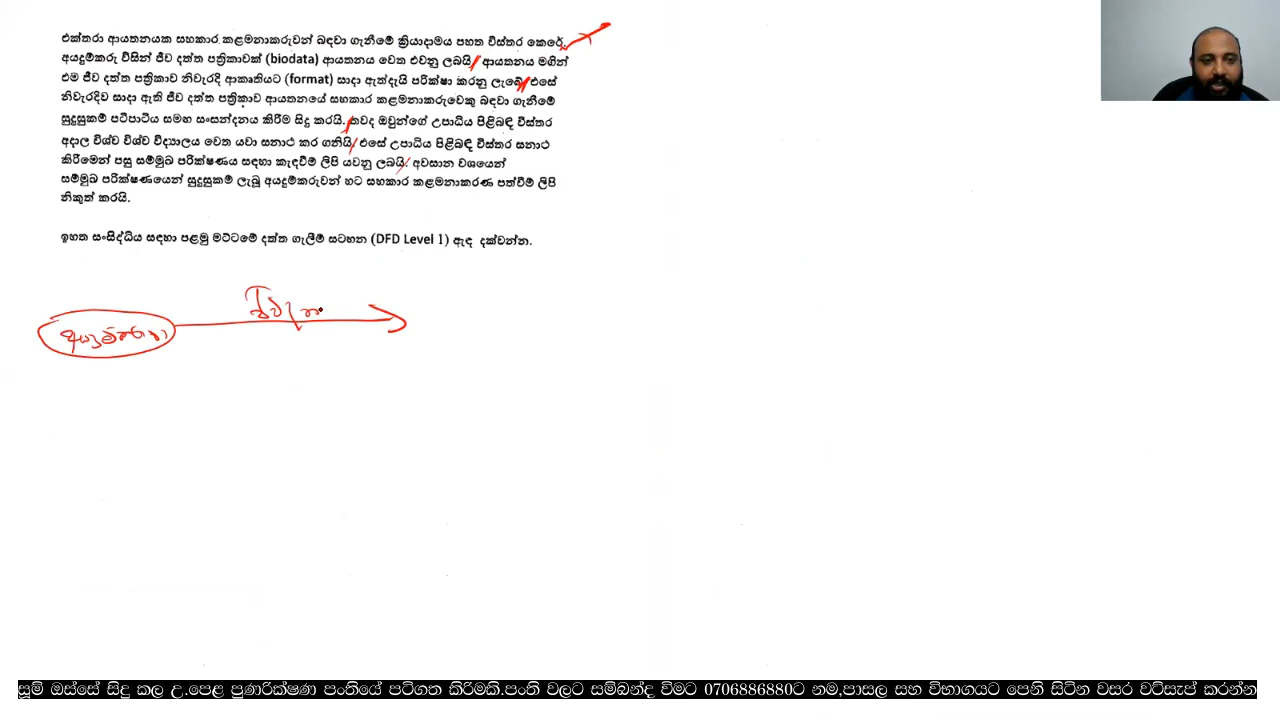 එක්තරා ආයතනයක සහකාර කළමනාකරුවන් බඳවා ගැනීමේ ක්‍රියාදාමය පහත විස්තර කෙරේ.
අයදුම්කරු විසින් ජීව දත්ත පත්‍රිකාවක් (biodata) ආයතනය වෙත එවනු ලබයි. ආයතනය මගින්
එම ජීව දත්ත පත්‍රිකාව නිවැරදි ආකෘතියට (format) සාදා ඇත්දැයි පරික්ෂා කරනු ලැබේ. එසේ
නිවැරදිව සාදා ඇති ජීව දත්ත පත්‍රිකාව ආයතනයේ සහකාර කළමනාකරුවෙකු බඳවා ගැනීමේ
සුදුසුකම් පටිපාටිය සමඟ සංසන්දනය කිරීම සිදු කරයි. තවද ඔවුන්ගේ උපාධිය පිළිබඳ විස්තර
අදාල විශ්ව විශ්ව විද්‍යාලය වෙත යවා සනාථ කර ගනියි. එසේ උපාධිය පිළිබඳ විස්තර සනාථ
කිරීමෙන් පසු සම්මුඛ පරීක්ෂණය සඳහා කැඳවීම් ලිපි යවනු ලබයි. අවසාන වශයෙන්
සම්මුඛ පරික්ෂණයෙන් සුදුසුකම් ලැබූ අයදුම්කරුවන් හට සහකාර කළමනාකරණ පත්වීම් ලිපි
නිකුත් කරයි.
ඉහත සංසිද්ධිය සඳහා පළමු මට්ටමේ දත්ත ගැලීම් සටහන (DFD Level 1) ඇඳ දක්වන්න.
සූම් ඔස්සේ සිදු කල උ.පෙළ පුණරීක්ෂණ පංතියේ පටිගත කිරීමකි.පංති වලට සම්බන්ද වීමට 0706886880ට නම,පාසල සහ විභාගයට පෙනී සිටින වසර වට්සැප් කරන්න